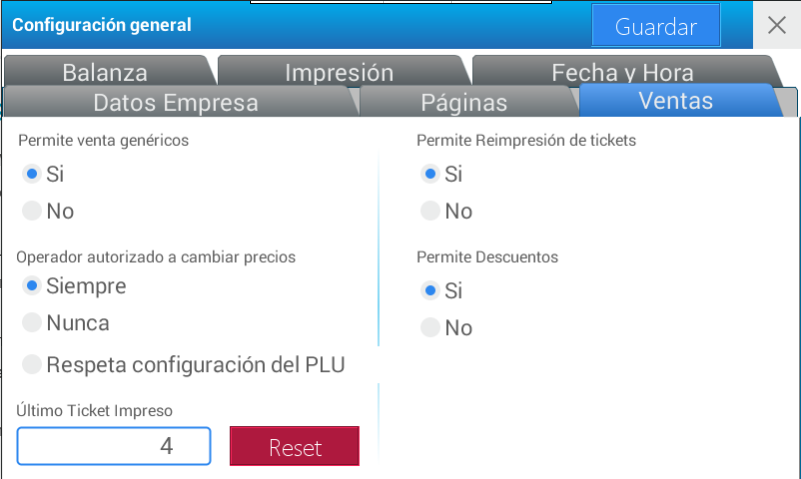 Configuración general
Guardar
Balanza
Impresión
Fecha y Hora
Datos Empresa
Páginas
Ventas
Permite venta genéricos
Si
No
Operador autorizado a cambiar precios
Siempre
Nunca
Respeta configuración del PLU
Último Ticket Impreso
4
Reset
Permite Reimpresión de tickets
Si
No
Permite Descuentos
Si
No